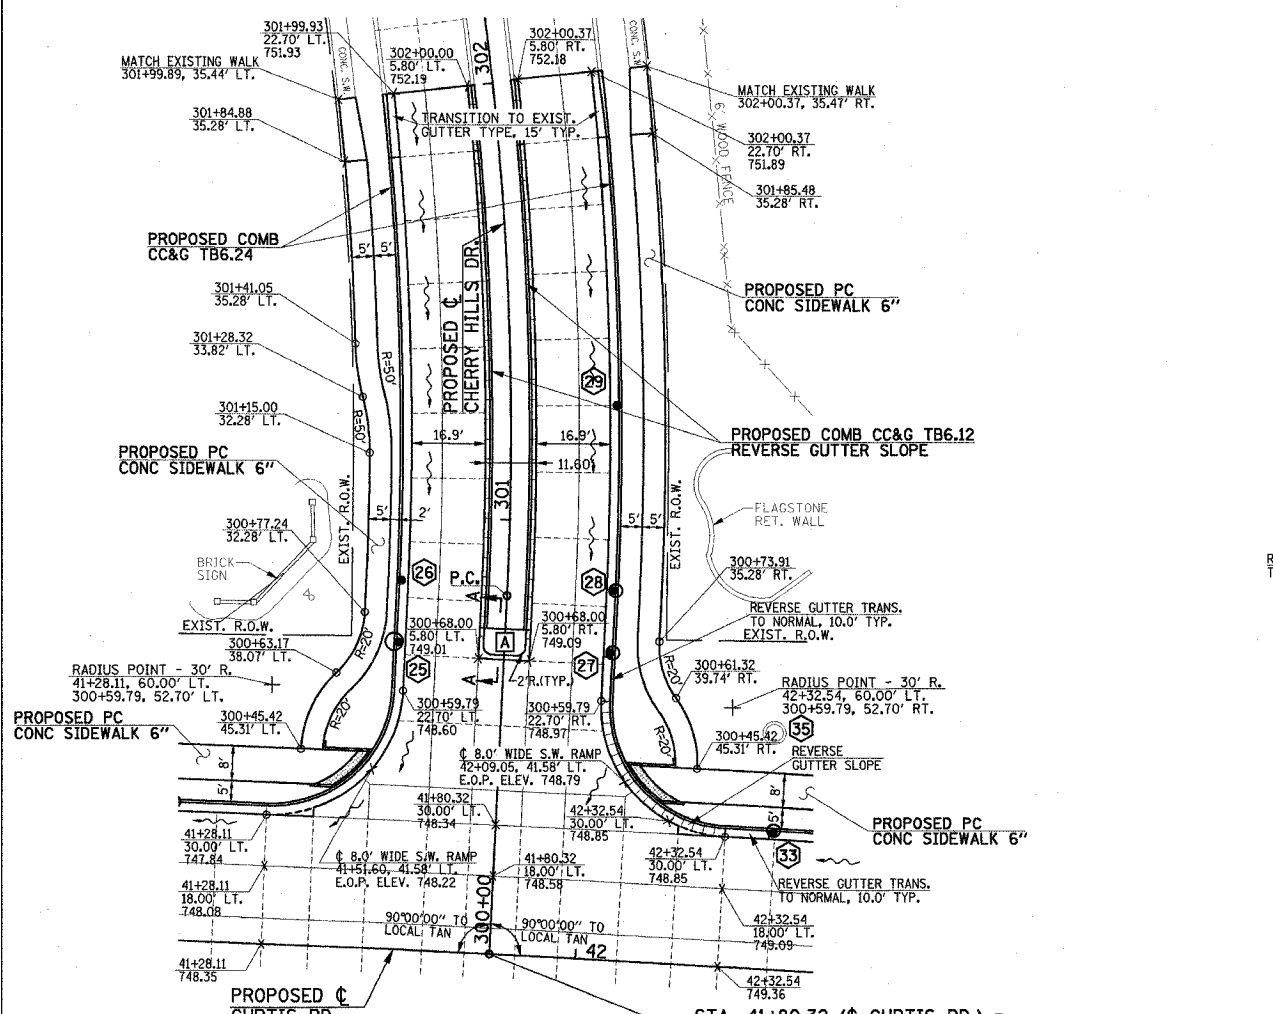 301+99.93
22.70' LT.
751.93
MATCH EXISTING WALK
301+99.89, 35.44' LT.
CONC. S.W.
302+00.00
5.80' LT.
752.19
302
302+00.37
5.80' RT.
752.18
CONC. S.W.
MATCH EXISTING WALK
302+00.37, 35.47' RT.
301+84.88
35.28' LT.
TRANSITION TO EXIST.
GUTTER TYPE, 15' TYP.
6' WOOD FENCE
302+00.37
22.70' RT.
751.89
301+85.48
35.28' RT.
PROPOSED COMB
CC&G TB6.24
5'
5'
PROPOSED ℄
CHERRY HILLS DR.
301+41.05
35.28' LT.
PROPOSED PC
CONC SIDEWALK 6"
301+28.32
33.82' LT.
R=50'
29
301+15.00
32.28' LT.
R=50'
16.9'
16.9'
11.60'
PROPOSED COMB CC&G TB6.12
REVERSE GUTTER SLOPE
PROPOSED PC
CONC SIDEWALK 6"
EXIST. R.O.W.
301
EXIST. R.O.W.
FLAGSTONE
RET. WALL
5'
2'
5'
5'
300+77.24
32.28' LT.
BRICK
SIGN
26
P.C.
28
300+73.91
35.28' RT.
A
REVERSE GUTTER TRANS.
TO NORMAL, 10.0' TYP.
EXIST. R.O.W.
EXIST. R.O.W.
300+68.00
5.80' LT.
749.01
A
300+68.00
5.80' RT.
749.09
300+63.17
38.07' LT.
R=20'
25
A
2'R.(TYP.)
27
R=20'
300+61.32
39.74' RT.
RADIUS POINT - 30' R.
41+28.11, 60.00' LT.
300+59.79, 52.70' LT.
RADIUS POINT - 30' R.
42+32.54, 60.00' LT.
300+59.79, 52.70' RT.
PROPOSED PC
CONC SIDEWALK 6"
300+45.42
45.31' LT.
R=20'
300+59.79
22.70' LT.
748.60
300+59.79
22.70' RT.
748.97
R=20'
300+45.42
45.31' RT.
35
REVERSE
GUTTER SLOPE
8'
5'
℄ 8.0' WIDE S.W. RAMP
42+09.05, 41.58' LT.
E.O.P. ELEV. 748.79
8'
5'
41+80.32
30.00' LT.
748.34
42+32.54
30.00' LT.
748.85
PROPOSED PC
CONC SIDEWALK 6"
41+28.11
30.00' LT.
747.84
℄ 8.0' WIDE S.W. RAMP
41+51.60, 41.58' LT.
E.O.P. ELEV. 748.22
41+80.32
18.00' LT.
748.58
42+32.54
30.00' LT.
748.85
33
41+28.11
18.00' LT.
748.08
REVERSE GUTTER TRANS.
TO NORMAL, 10.0' TYP.
90°00'00" TO
LOCAL TAN
300+00
90°00'00" TO
LOCAL TAN
42+32.54
18.00' LT.
749.09
42
41+28.11
748.35
42+32.54
749.36
PROPOSED ℄
CURTIS RD.
STA. 41+80.32 (℄ CURTIS RD.) =